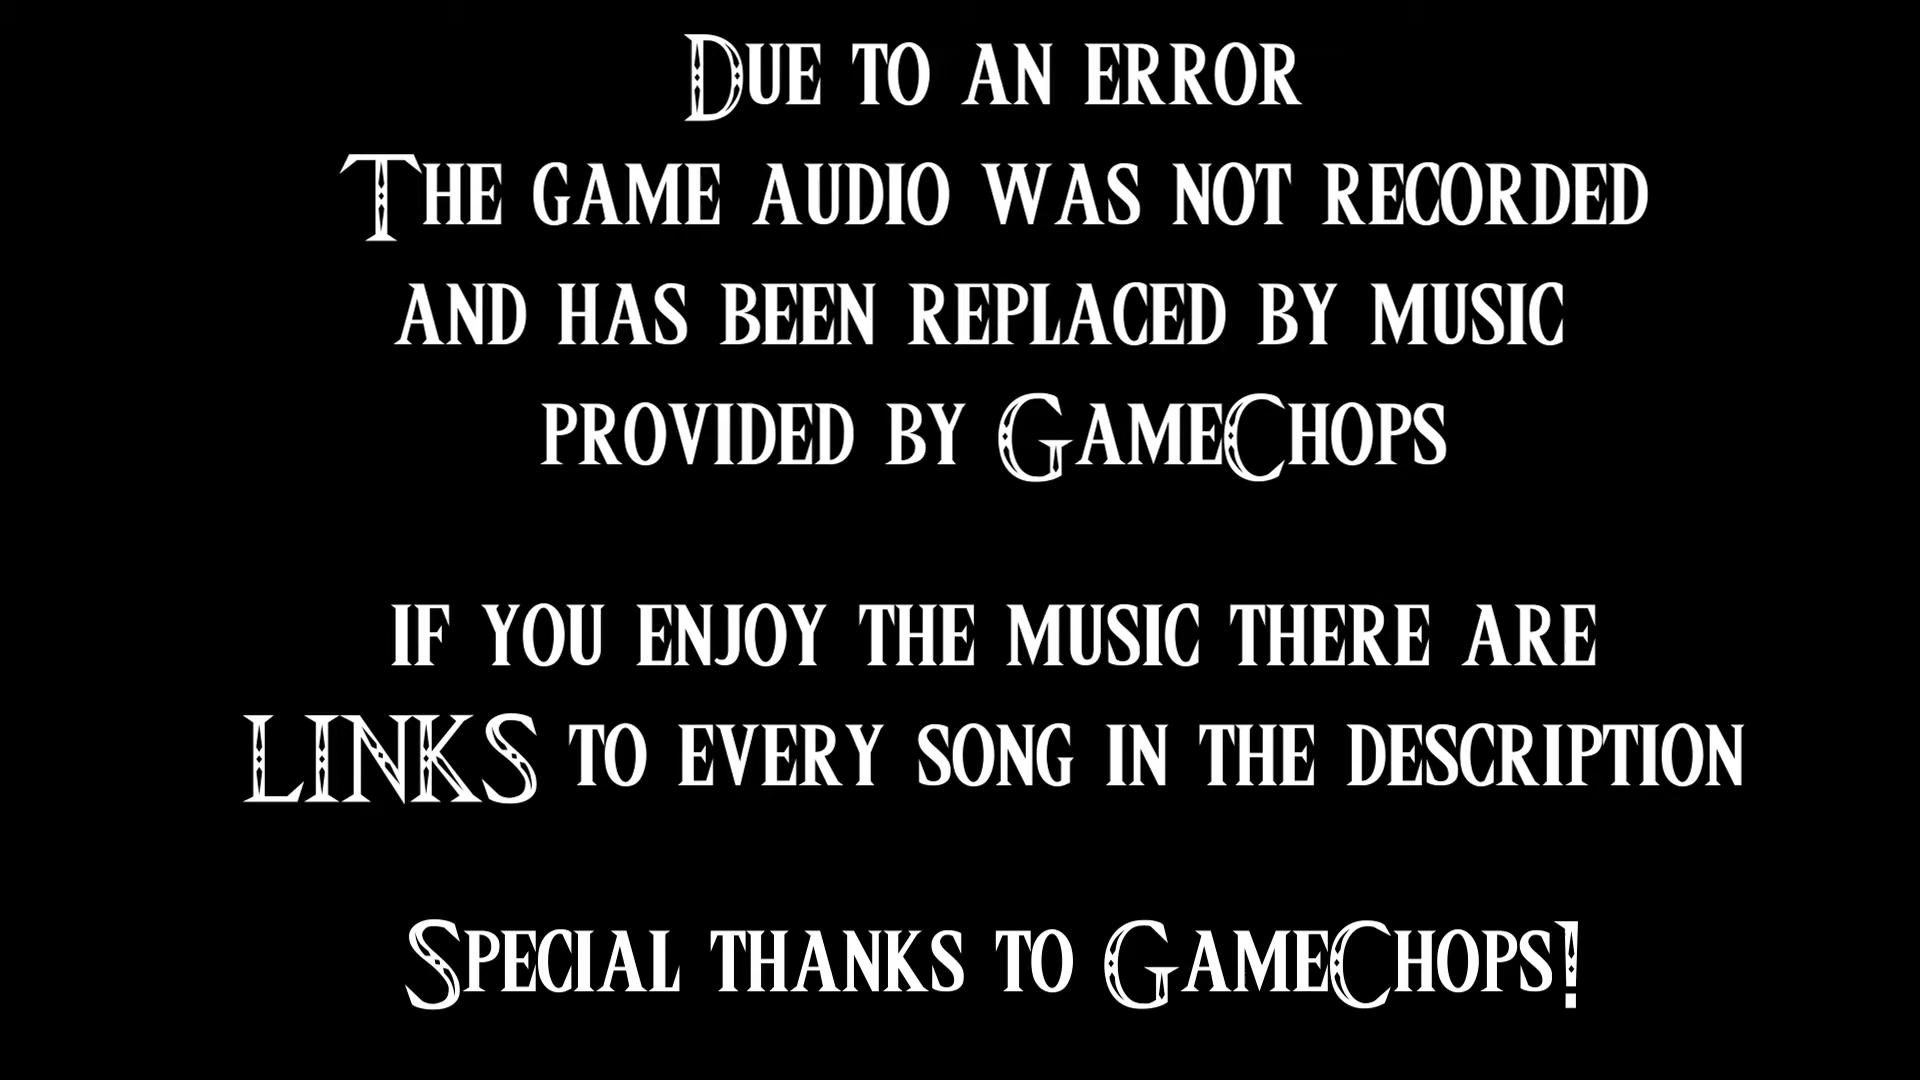 Due to an error
The game audio was not recorded
and has been replaced by music
provided by GameChops
if you enjoy the music there are
LINKS to every song in the description
Special thanks to GameChops!